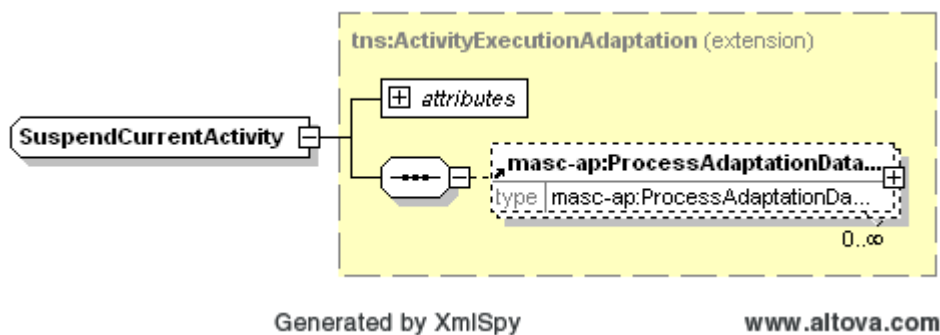 tns:ActivityExecutionAdaptation (extension)
attributes
SuspendCurrentActivity
masc-ap:ProcessAdaptationData...
type masc-ap:ProcessAdaptationDa...
0..∞
Generated by XmlSpy www.altova.com